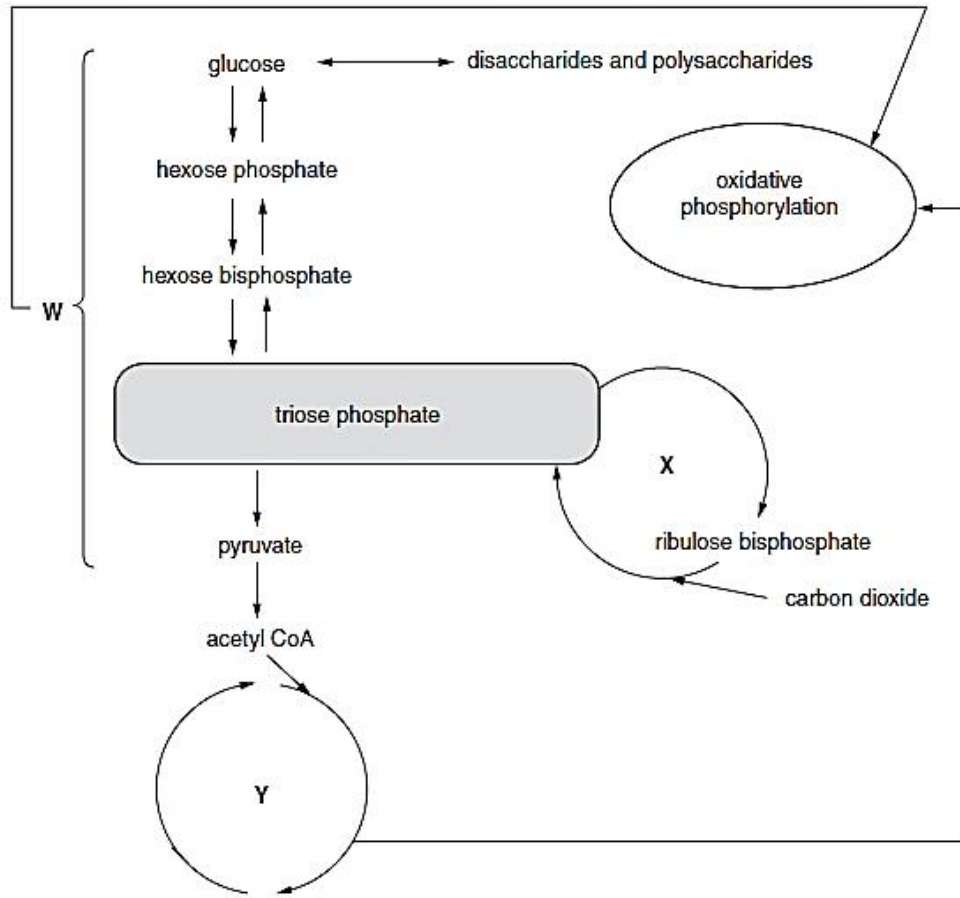 glucose
disaccharides and polysaccharides
hexose phosphate
oxidative
phosphorylation
hexose bisphosphate
W
triose phosphate
X
pyruvate
ribulose bisphosphate
carbon dioxide
acetyl CoA
Y